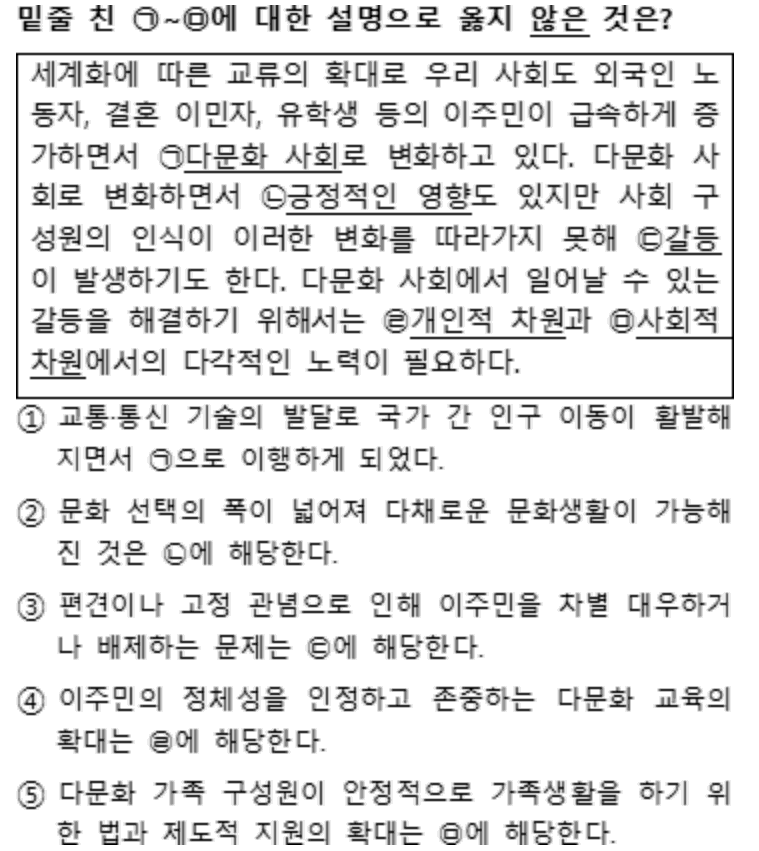 밑줄 친 ㉠~㉤에 대한 설명으로 옳지 않은 것은?
세계화에 따른 교류의 확대로 우리 사회도 외국인 노
동자, 결혼 이민자, 유학생 등의 이주민이 급속하게 증
가하면서 ㉠다문화 사회로 변화하고 있다. 다문화 사
회로 변화하면서 ㉡긍정적인 영향도 있지만 사회 구
성원의 인식이 이러한 변화를 따라가지 못해 ㉢갈등
이 발생하기도 한다. 다문화 사회에서 일어날 수 있는
갈등을 해결하기 위해서는 ㉣개인적 차원과 ㉤사회적
차원에서의 다각적인 노력이 필요하다.
① 교통·통신 기술의 발달로 국가 간 인구 이동이 활발해
지면서 ㉠으로 이행하게 되었다.
② 문화 선택의 폭이 넓어져 다채로운 문화생활이 가능해
진 것은 ㉡에 해당한다.
③ 편견이나 고정 관념으로 인해 이주민을 차별 대우하거
나 배제하는 문제는 ㉢에 해당한다.
④ 이주민의 정체성을 인정하고 존중하는 다문화 교육의
확대는 ㉣에 해당한다.
⑤ 다문화 가족 구성원이 안정적으로 가족생활을 하기 위
한 법과 제도적 지원의 확대는 ㉤에 해당한다.